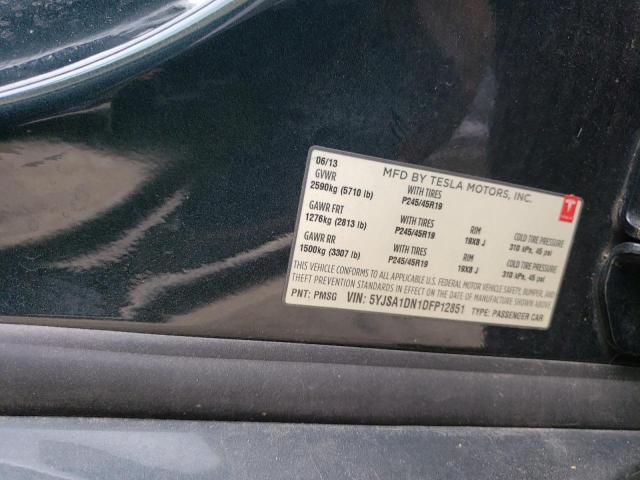 06/13
MFD BY TESLA MOTORS, INC.
GVWR WITH TIRES
2590kg (5710 lb) P245/45R19
GAWR FRT WITH TIRES RIM COLD TIRE PRESSURE
1276kg (2813 lb) P245/45R19 19X8 J 310 kPa, 45 psi
GAWR RR WITH TIRES RIM COLD TIRE PRESSURE
1500kg (3307 lb) P245/45R19 19X8 J 310 kPa, 45 psi
THIS VEHICLE CONFORMS TO ALL APPLICABLE U.S. FEDERAL MOTOR VEHICLE SAFETY, BUMPER, AND
THEFT PREVENTION STANDARDS IN EFFECT ON THE DATE OF MANUFACTURE SHOWN ABOVE
PNT: PMSG VIN: 5YJSA1DN1DFP12851 TYPE: PASSENGER CAR